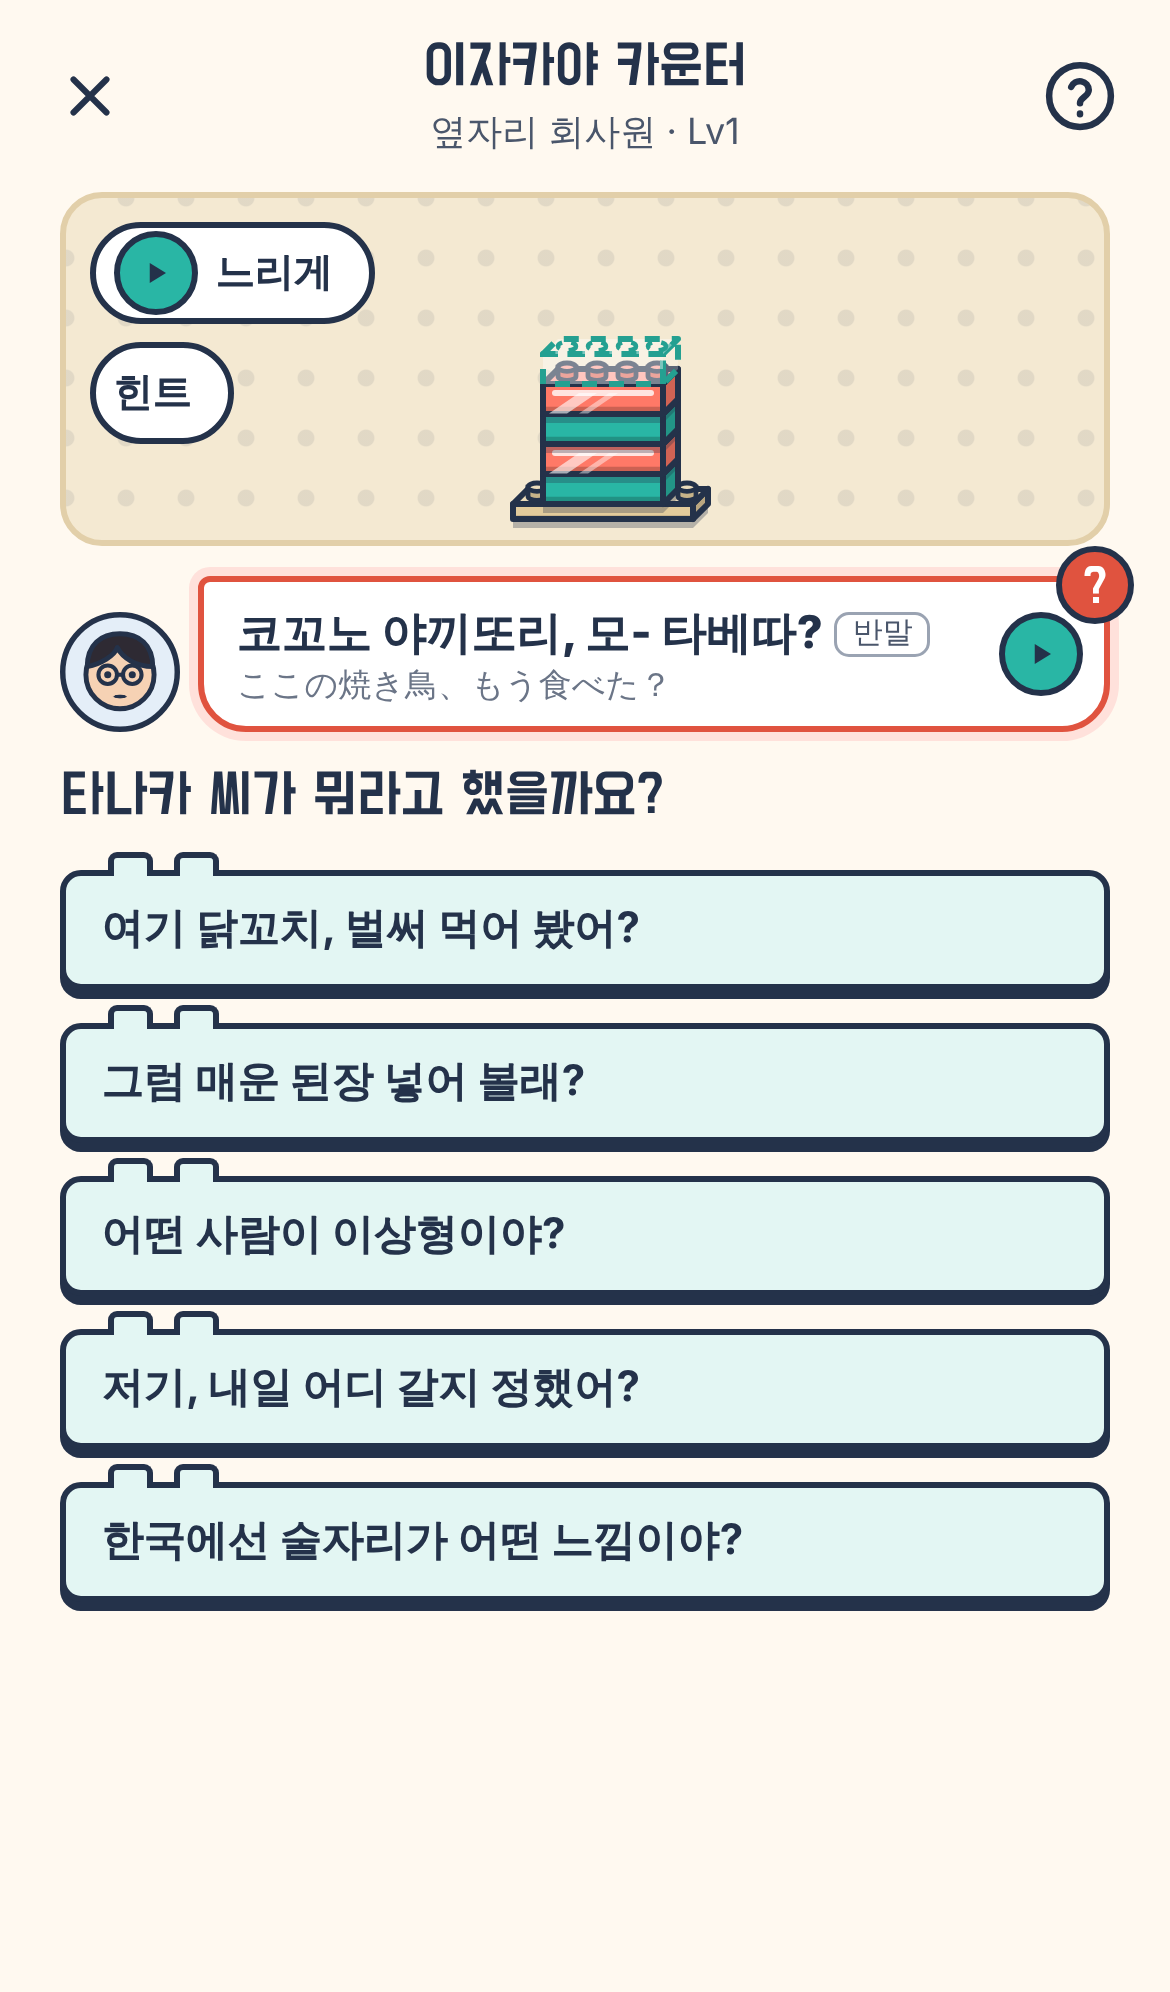 이자카야 카운터
옆자리 회사원 · Lv1
느리게
힌트
?
코꼬노 야끼또리, 모- 타베따? 반말
ここの焼き鳥、もう食べた？
타나카 씨가 뭐라고 했을까요?
여기 닭꼬치, 벌써 먹어 봤어?
그럼 매운 된장 넣어 볼래?
어떤 사람이 이상형이야?
저기, 내일 어디 갈지 정했어?
한국에선 술자리가 어떤 느낌이야?